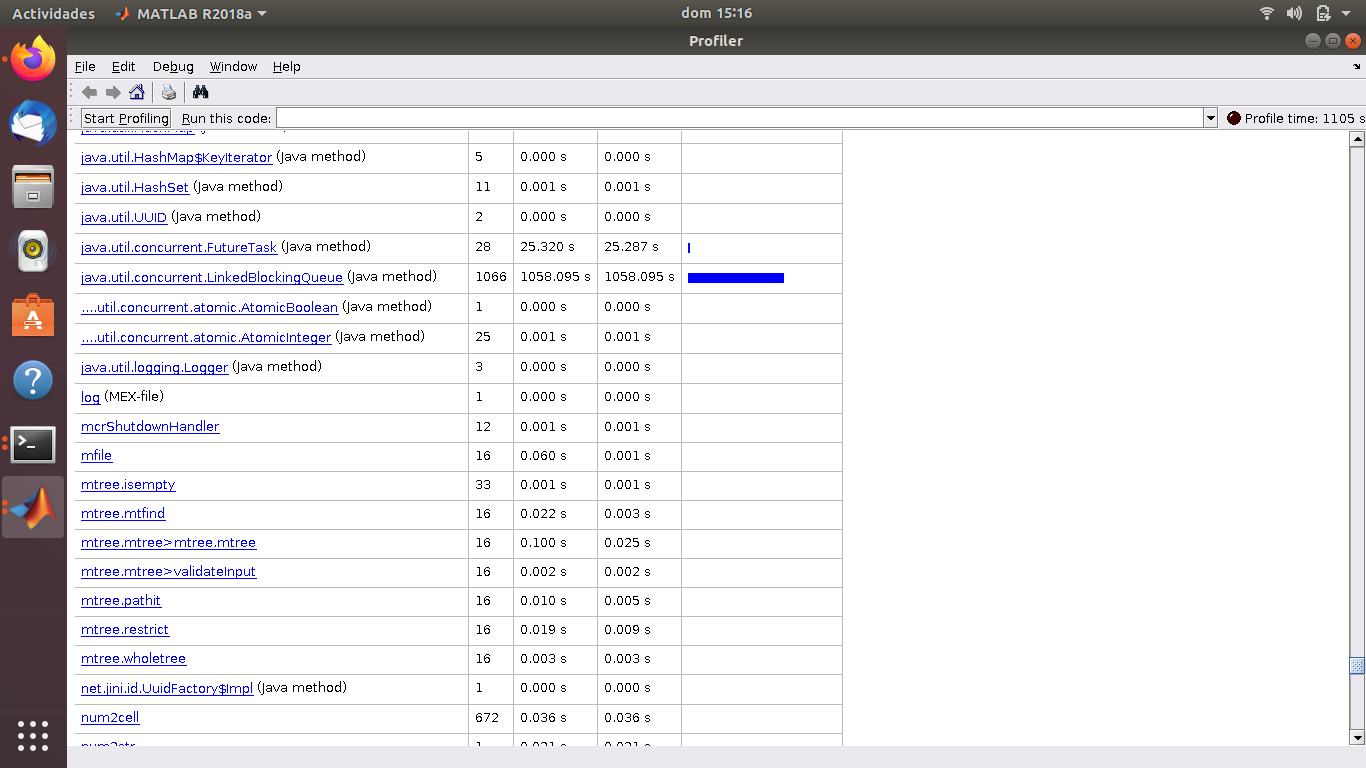 Actividades MATLAB R2018a dom 15:16
Profiler
File Edit Debug Window Help
Start Profiling Run this code: Profile time: 1105 s
java.util.HashMap$KeyIterator (Java method) 5 0.000 s 0.000 s
java.util.HashSet (Java method) 11 0.001 s 0.001 s
java.util.UUID (Java method) 2 0.000 s 0.000 s
java.util.concurrent.FutureTask (Java method) 28 25.320 s 25.287 s
java.util.concurrent.LinkedBlockingQueue (Java method) 1066 1058.095 s 1058.095 s
....util.concurrent.atomic.AtomicBoolean (Java method) 1 0.000 s 0.000 s
....util.concurrent.atomic.AtomicInteger (Java method) 25 0.001 s 0.001 s
java.util.logging.Logger (Java method) 3 0.000 s 0.000 s
log (MEX-file) 1 0.000 s 0.000 s
mcrShutdownHandler 12 0.001 s 0.001 s
mfile 16 0.060 s 0.001 s
mtree.isempty 33 0.001 s 0.001 s
mtree.mtfind 16 0.022 s 0.003 s
mtree.mtree>mtree.mtree 16 0.100 s 0.025 s
mtree.mtree>validateInput 16 0.002 s 0.002 s
mtree.pathit 16 0.010 s 0.005 s
mtree.restrict 16 0.019 s 0.009 s
mtree.wholetree 16 0.003 s 0.003 s
net.jini.id.UuidFactory$Impl (Java method) 1 0.000 s 0.000 s
num2cell 672 0.036 s 0.036 s